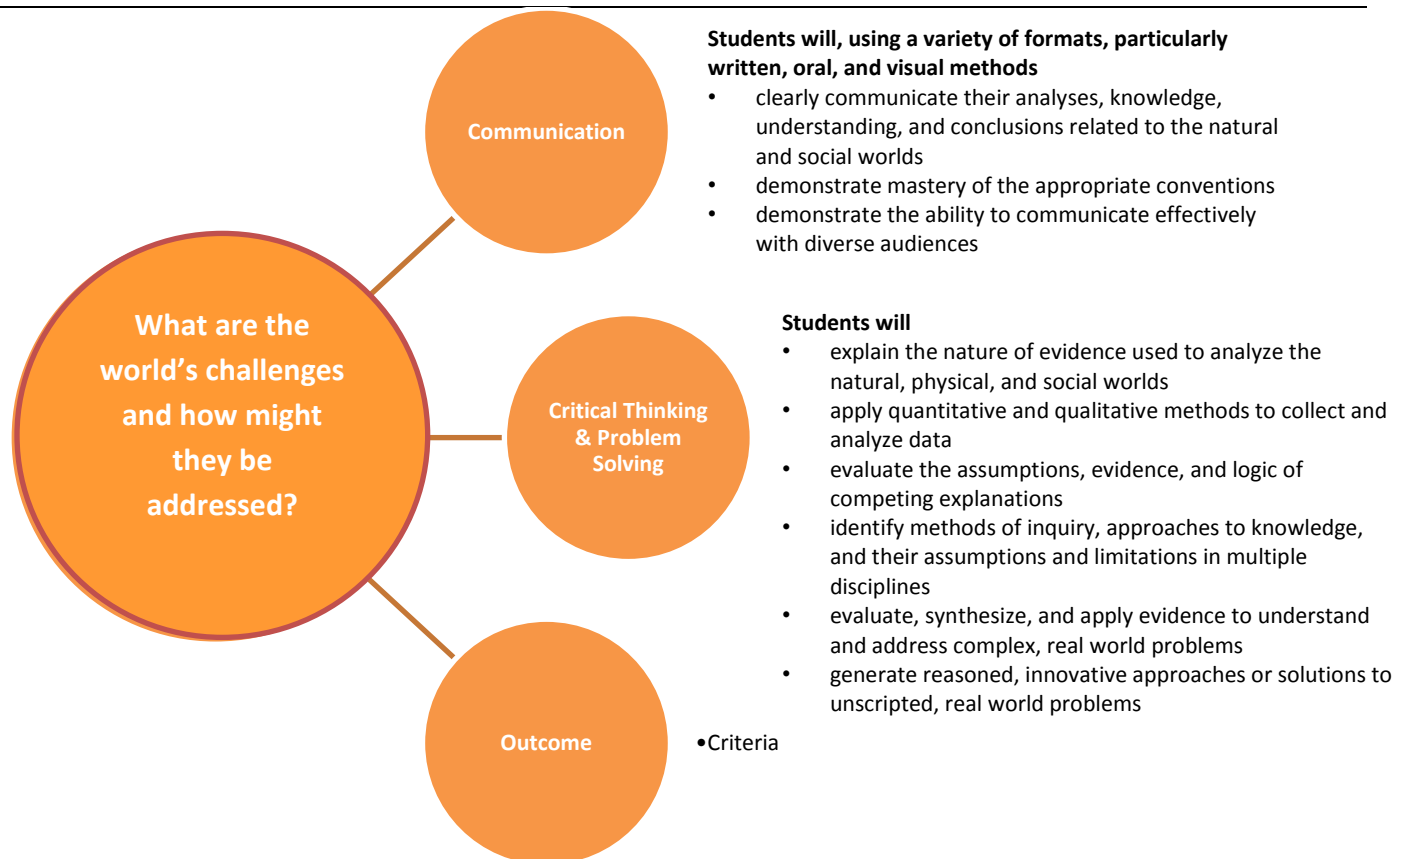 What are the
world's challenges
and how might
they be
addressed?
Communication
Students will, using a variety of formats, particularly
written, oral, and visual methods
• clearly communicate their analyses, knowledge,
understanding, and conclusions related to the natural
and social worlds
• demonstrate mastery of the appropriate conventions
• demonstrate the ability to communicate effectively
with diverse audiences
Critical Thinking
& Problem
Solving
Students will
• explain the nature of evidence used to analyze the
natural, physical, and social worlds
• apply quantitative and qualitative methods to collect and
analyze data
• evaluate the assumptions, evidence, and logic of
competing explanations
• identify methods of inquiry, approaches to knowledge,
and their assumptions and limitations in multiple
disciplines
• evaluate, synthesize, and apply evidence to understand
and address complex, real world problems
• generate reasoned, innovative approaches or solutions to
unscripted, real world problems
Outcome
•Criteria